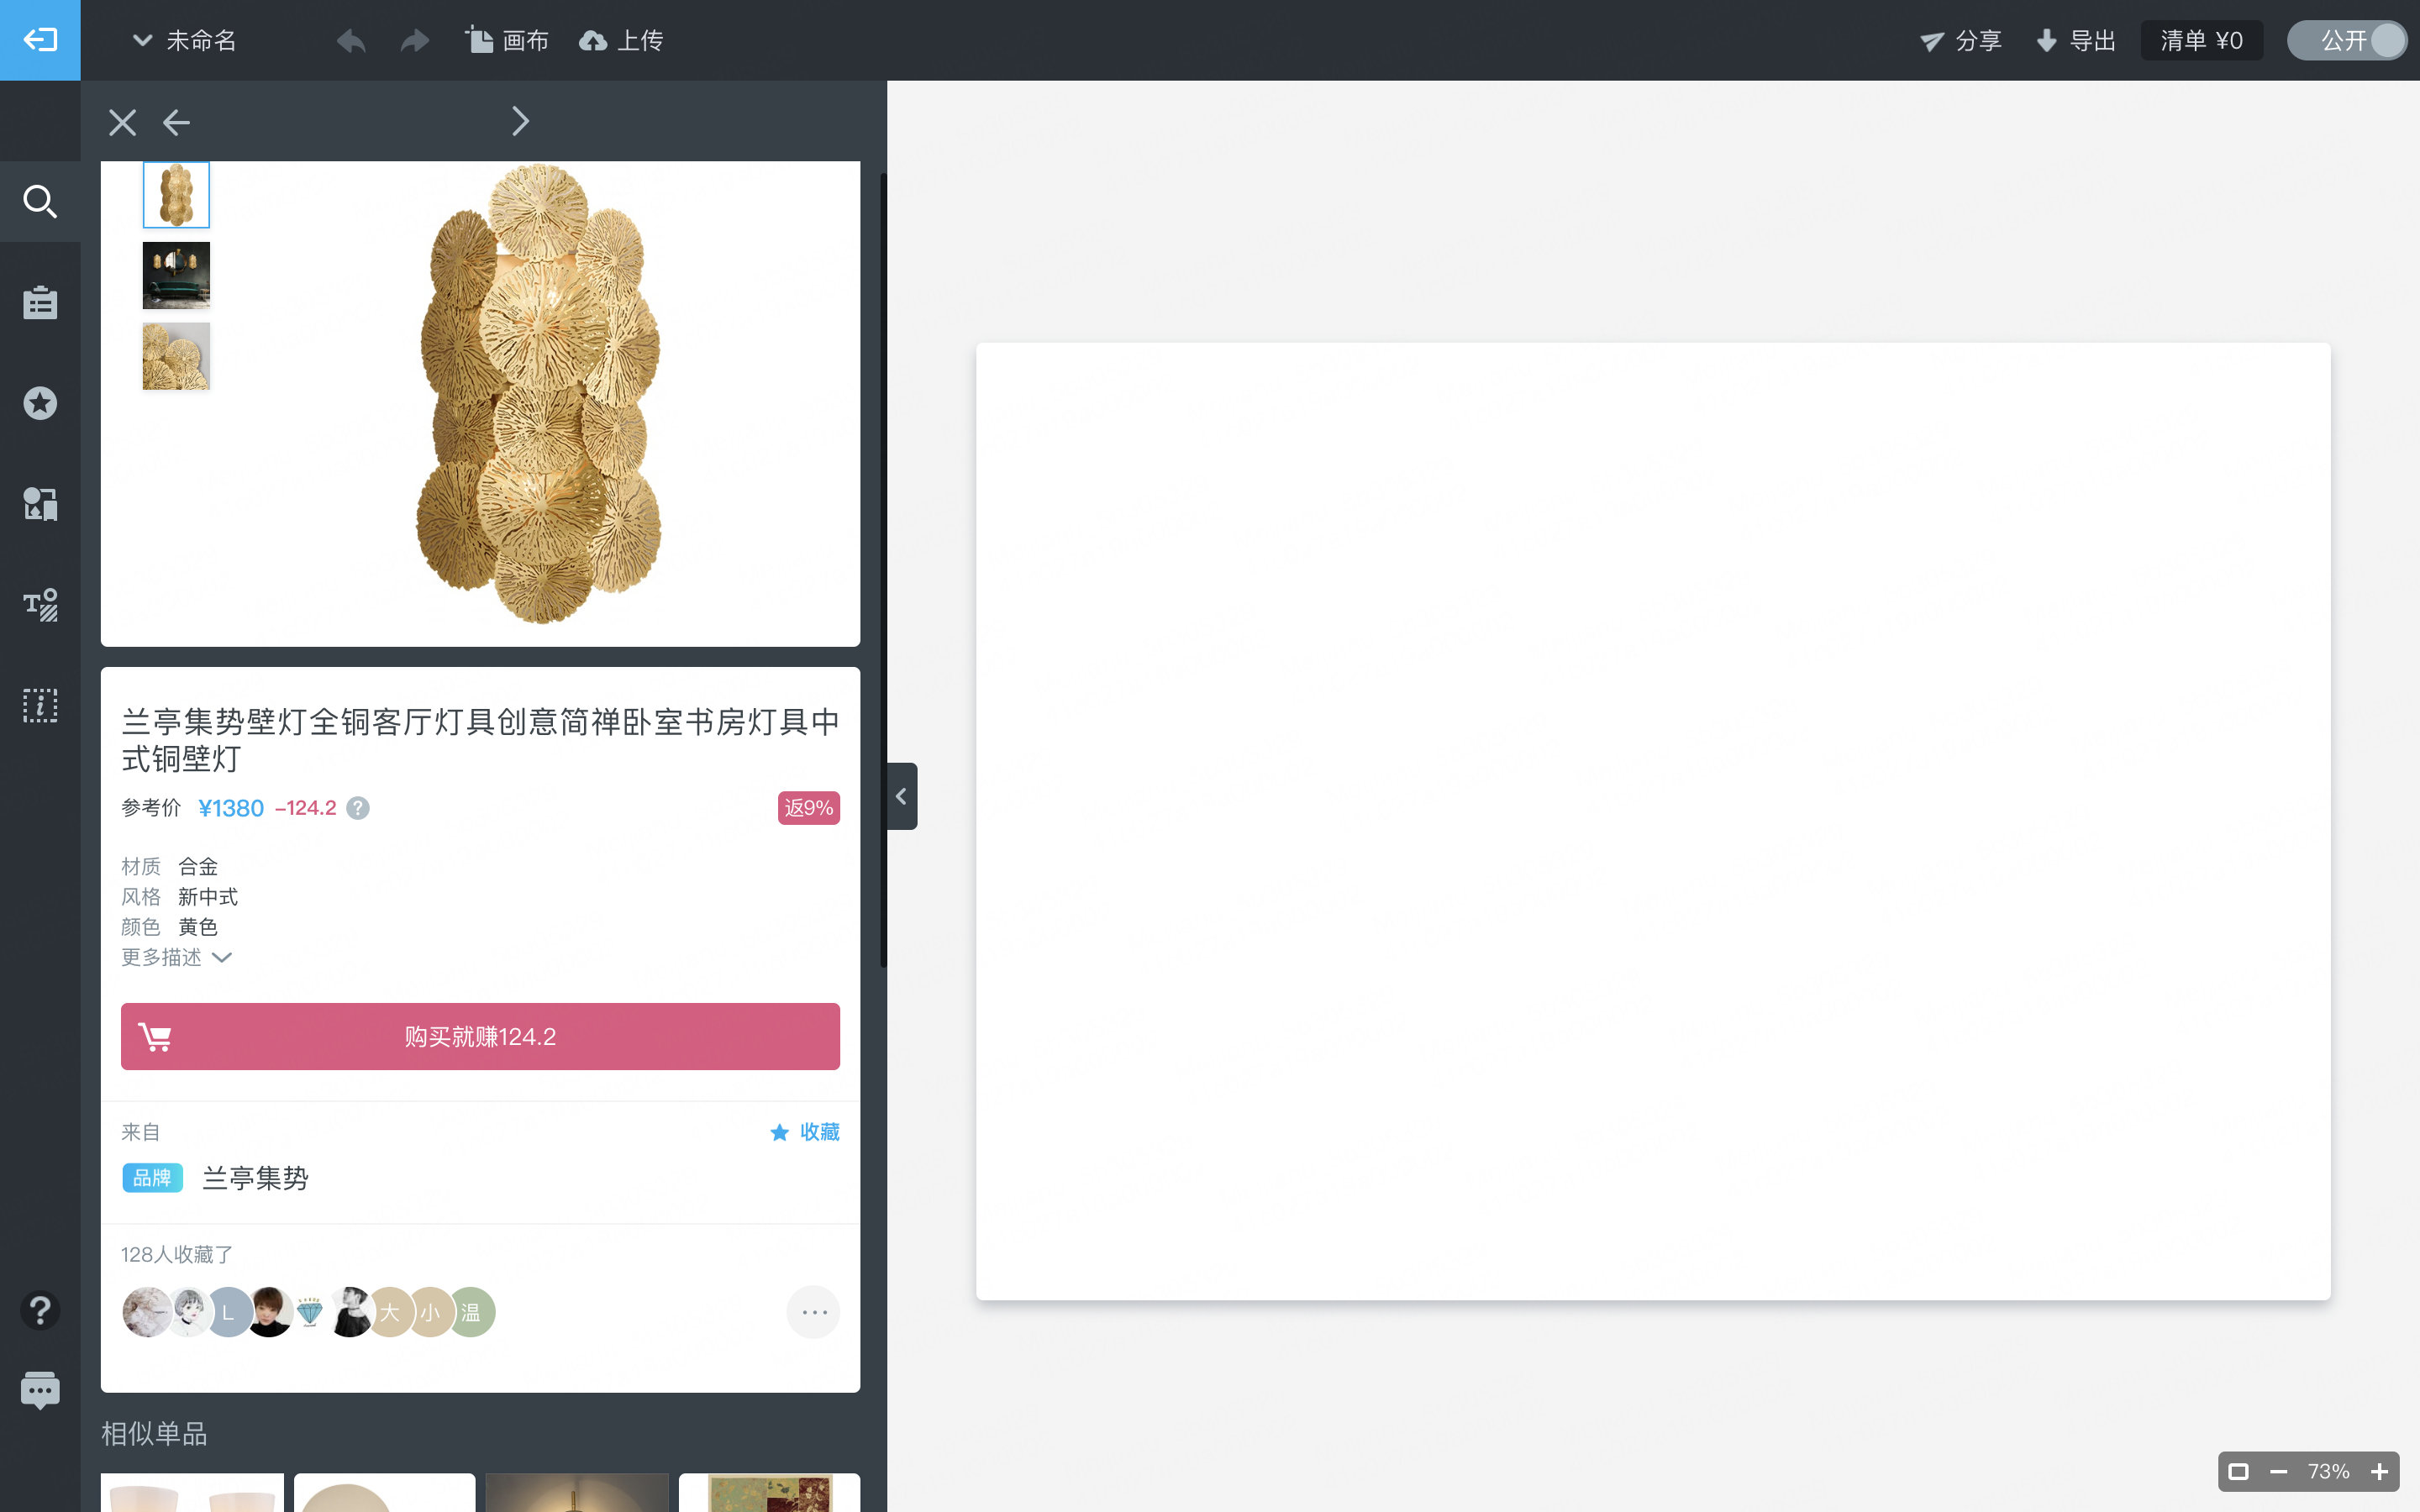 未命名
画布
上传
分享
导出
清单 ¥0
公开
兰亭集势壁灯全铜客厅灯具创意简禅卧室书房灯具中
式铜壁灯
参考价 ¥1380 -124.2 ?
返9%
材质 合金
风格 新中式
颜色 黄色
更多描述
购买就赚124.2
来自
收藏
品牌 兰亭集势
128人收藏了
L
大
小
温
相似单品
73%